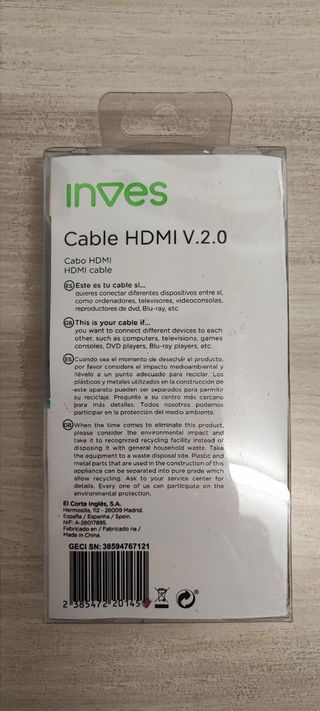 inves
Cable HDMI V.2.0
Cabo HDMI
HDMI cable
ES Este es tu cable si...
quieres conectar diferentes dispositivos entre sí,
como ordenadores, televisores, videoconsolas,
reproductores de dvd, Blu-ray, etc.
GB This is your cable if...
you want to connect different devices to each
other, such as computers, televisions, games
consoles, DVD players, Blu-ray players, etc.
ES Cuando sea el momento de desechar el producto,
por favor considere el impacto medioambiental y
llévelo a un punto adecuado para reciclar. Los
plásticos y metales utilizados en la construcción de
este aparato pueden ser separados para permitir
su reciclaje. Pregunte a su centro más cercano
para más detalles. Todos nosotros podemos
participar en la protección del medio ambiente.
GB When the time comes to eliminate this product,
please consider the environmental impact and
take it to recognized recycling facility instead of
disposing it with general household waste. Take
the equipment to a waste disposal site. Plastic and
metal parts that are used in the construction of this
appliance can be separated into pure grade which
allow recycling. Ask to your service center for
details. Every one of us can participate on the
environmental protection.
El Corte Inglés, S.A.
Hermosilla, 112 - 28009 Madrid.
España / Espanha / Spain.
NIP: A-28017895.
Fabricado en / Fabricado na /
Made in China.
GECI SN: 38594767121
2 385472 20145